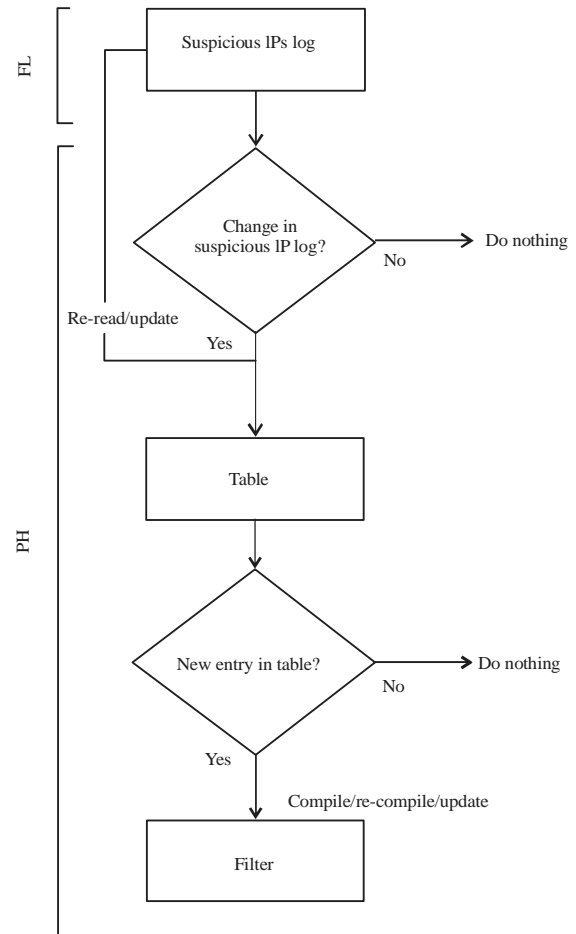 FL
Suspicious IPs log
Change in
suspicious IP log?
No
Do nothing
Re-read/update
Yes
Table
PH
New entry in table?
No
Do nothing
Yes
Compile/re-compile/update
Filter